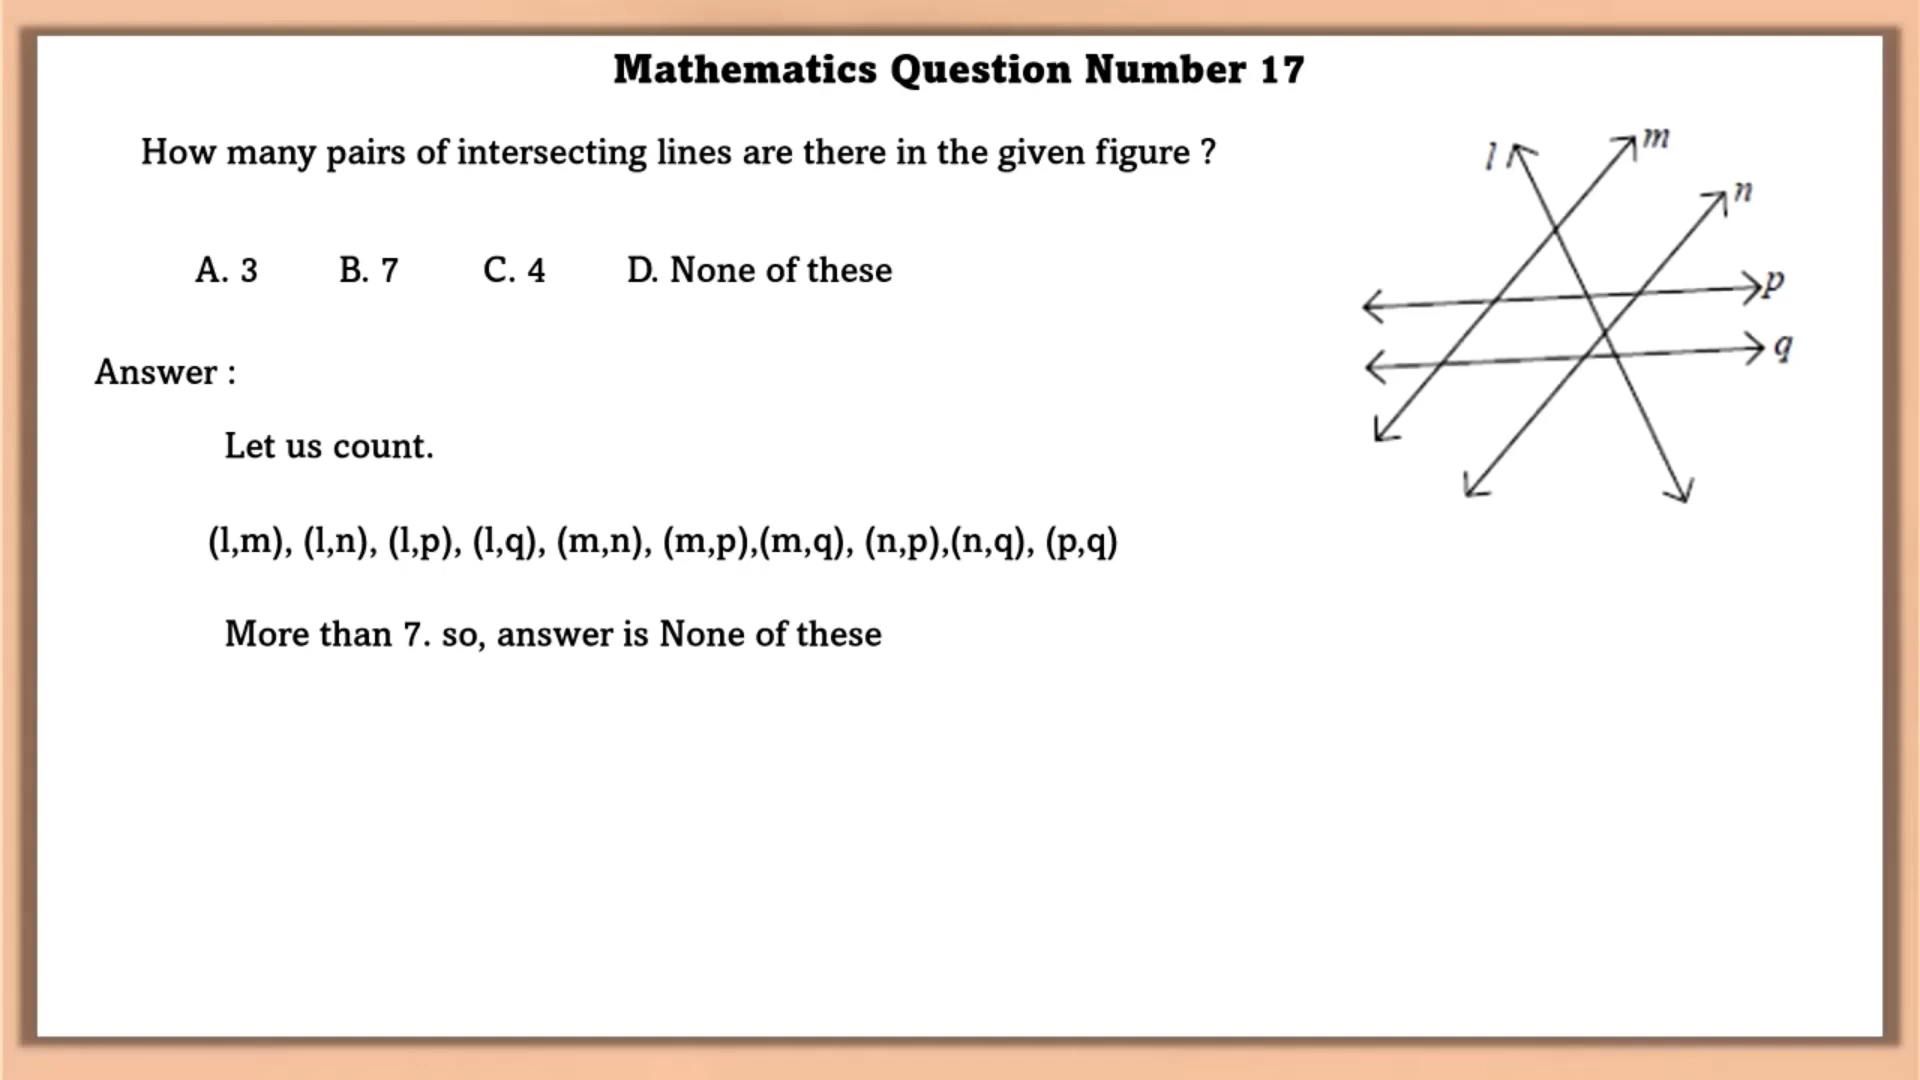 Mathematics Question Number 17
How many pairs of intersecting lines are there in the given figure ?
A. 3 B. 7 C. 4 D. None of these
Answer :
Let us count.
(l,m), (l,n), (l,p), (l,q), (m,n), (m,p),(m,q), (n,p),(n,q), (p,q)
More than 7. so, answer is None of these
l
m
n
p
q